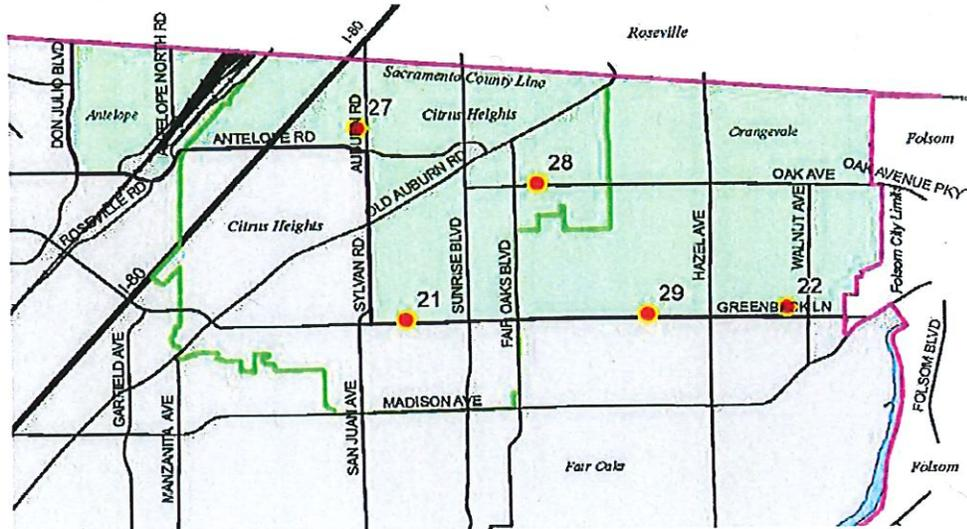 Roseville
I-80
DON JULIO BLVD
ELOPE NORTH RD
Sacramento County Line
Antelope
AUBURN RD
27
Citrus Heights
Orangevale
Folsom
ANTELOPE RD
OLD AUBURN RD
28
OAK AVE
OAK AVENUE PKY
ROSEVILLE RD
Citrus Heights
SYLVAN RD
SUNRISE BLVD
FAIR OAKS BLVD
HAZEL AVE
WALNUT AVE
Folsom City Limit
I-80
21
29
22
GREENBACK LN
GARFIELD AVE
MANZANITA AVE
SAN JUAN AVE
MADISON AVE
FOLSOM BLVD
Fair Oaks
Folsom